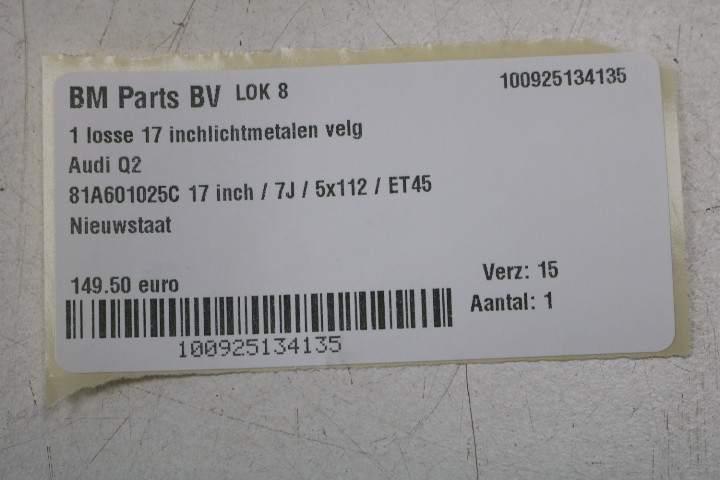 BM Parts BV LOK 8 100925134135
1 losse 17 inchlichtmetalen velg
Audi Q2
81A601025C 17 inch / 7J / 5x112 / ET45
Nieuwstaat
149.50 euro
Verz: 15
Aantal: 1
100925134135